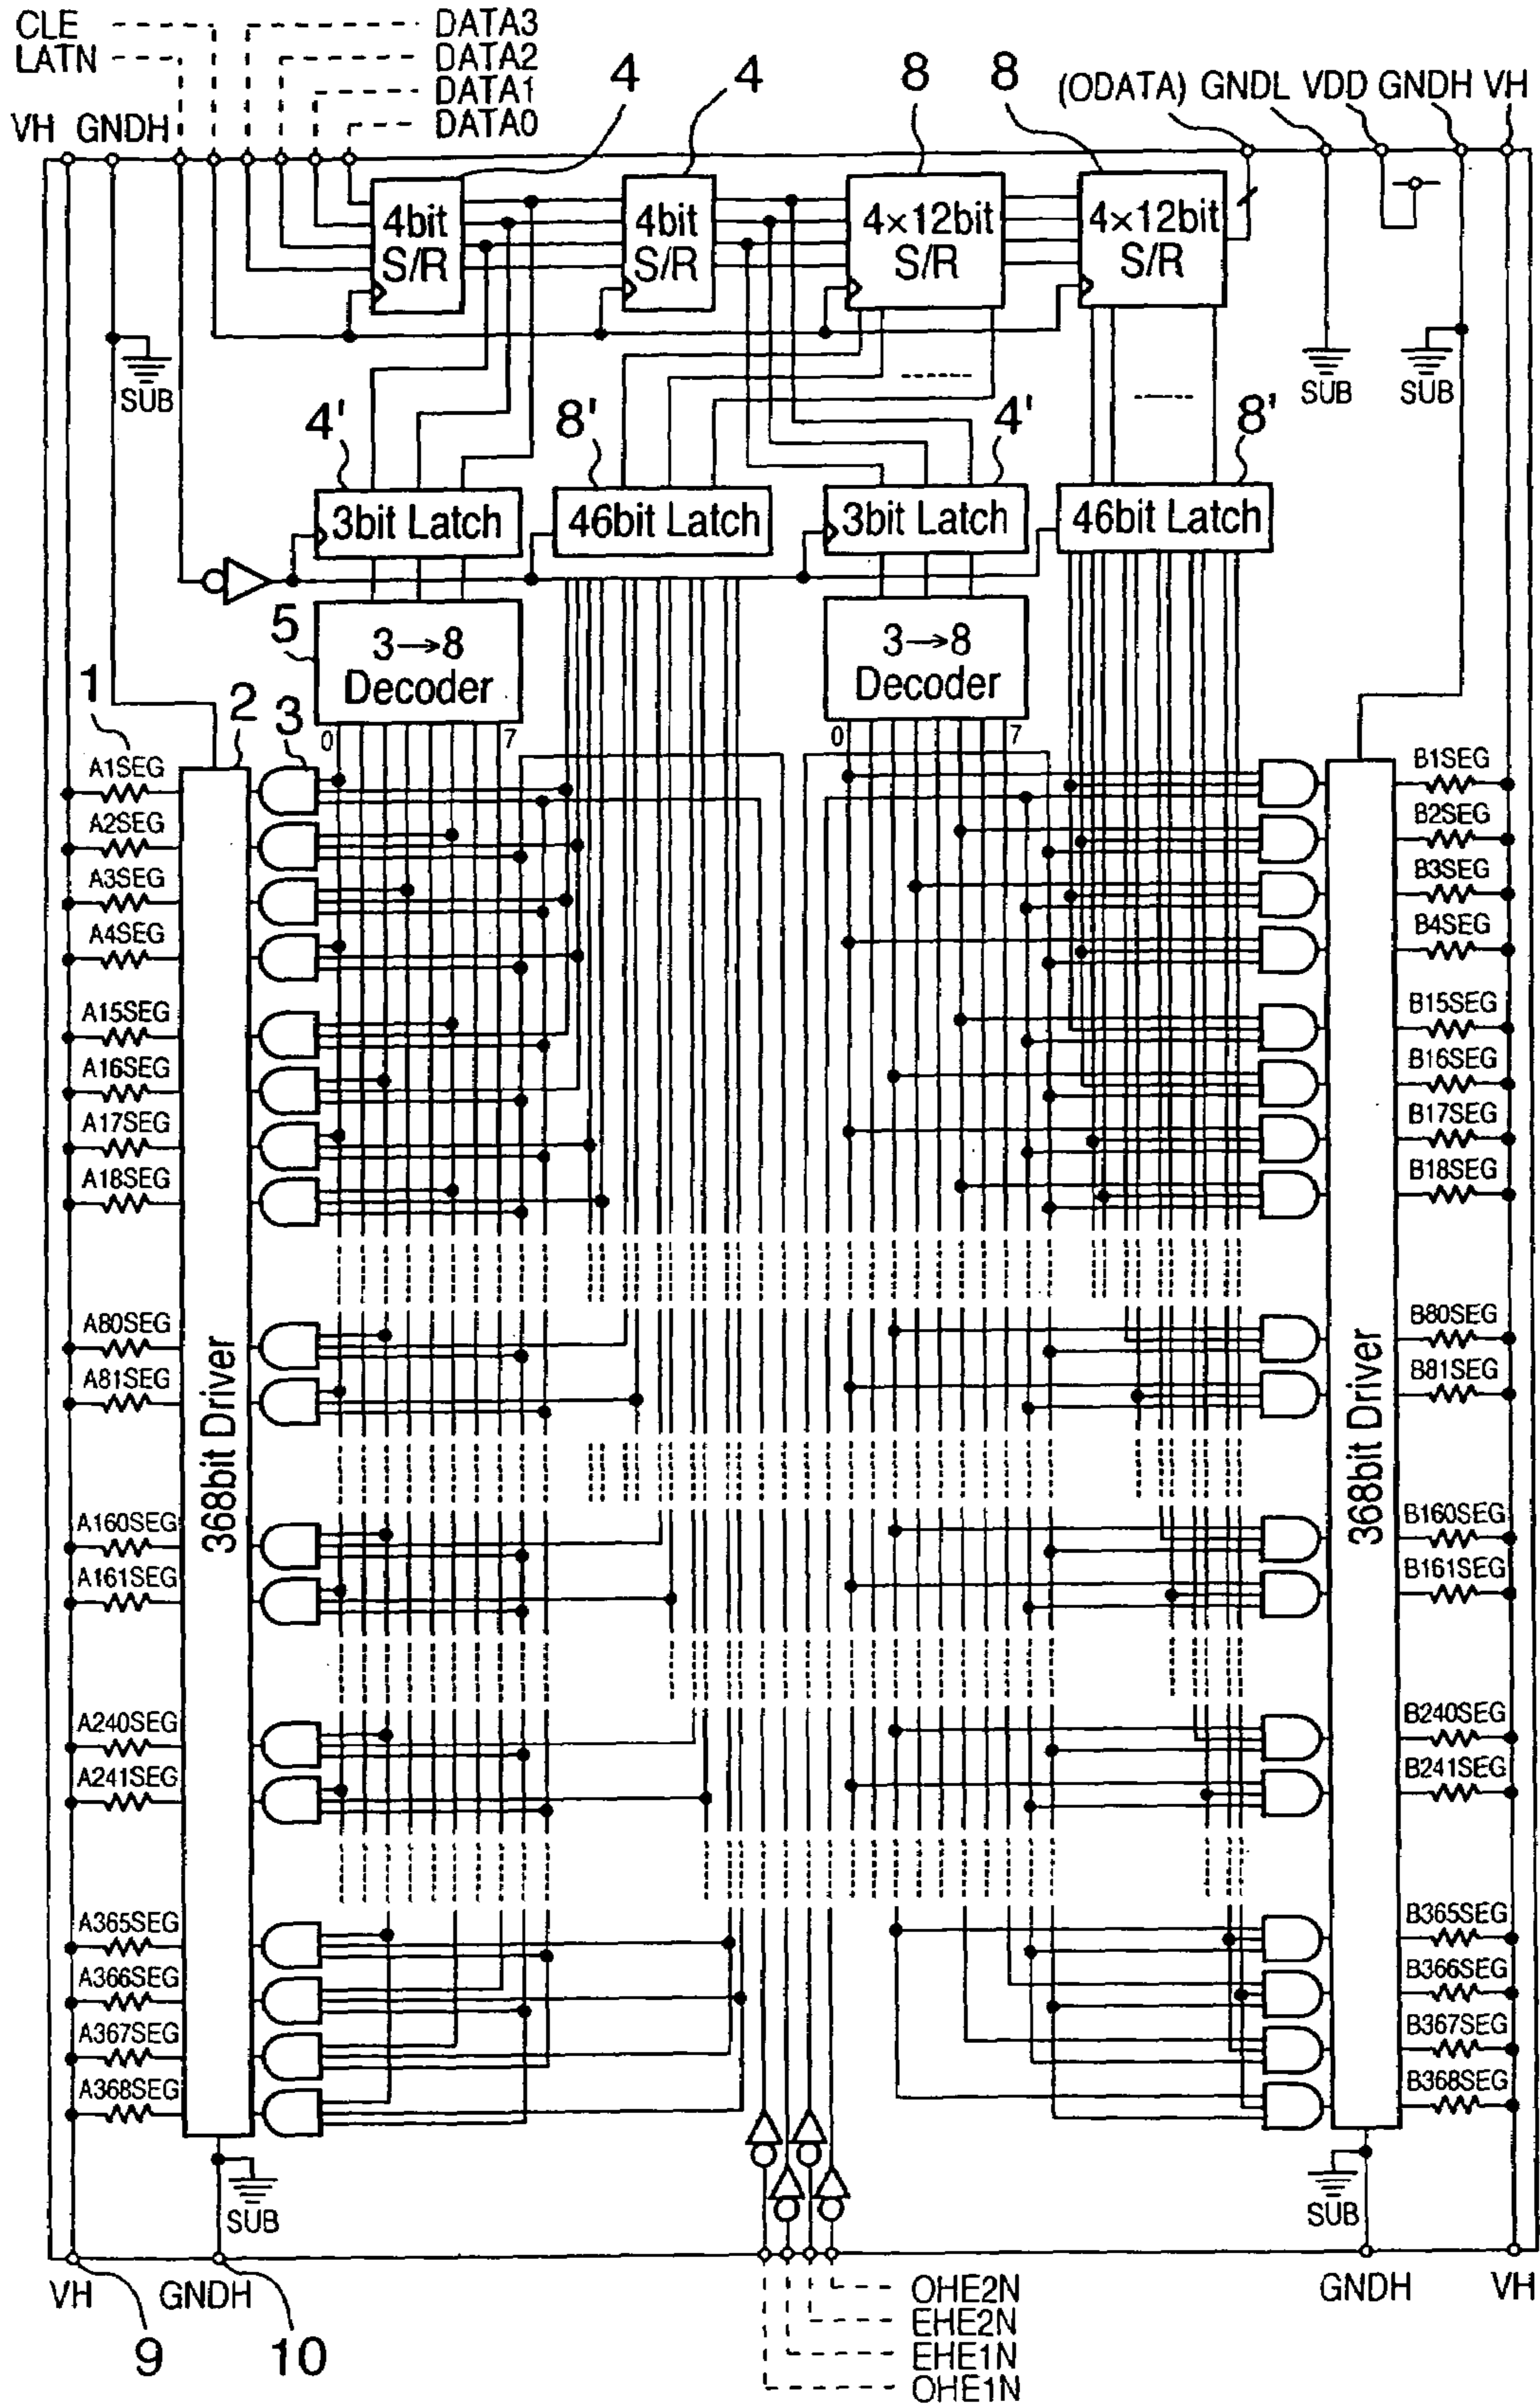 CLE
LATN
DATA3
DATA2
DATA1
DATA0
4
4
8
8
(ODATA) GNDL VDD GNDH VH
VH GNDH
4bit
S/R
4bit
S/R
4×12bit
S/R
4×12bit
S/R
SUB
SUB
SUB
4'
8'
4'
8'
3bit Latch
46bit Latch
3bit Latch
46bit Latch
5
3→8
Decoder
3→8
Decoder
0
7
0
7
1
2
3
A1SEG
A2SEG
A3SEG
A4SEG
A15SEG
A16SEG
A17SEG
A18SEG
A80SEG
A81SEG
A160SEG
A161SEG
A240SEG
A241SEG
A365SEG
A366SEG
A367SEG
A368SEG
368bit Driver
B1SEG
B2SEG
B3SEG
B4SEG
B15SEG
B16SEG
B17SEG
B18SEG
B80SEG
B81SEG
B160SEG
B161SEG
B240SEG
B241SEG
B365SEG
B366SEG
B367SEG
B368SEG
368bit Driver
SUB
SUB
VH
GNDH
GNDH
VH
9
10
OHE2N
EHE2N
EHE1N
OHE1N